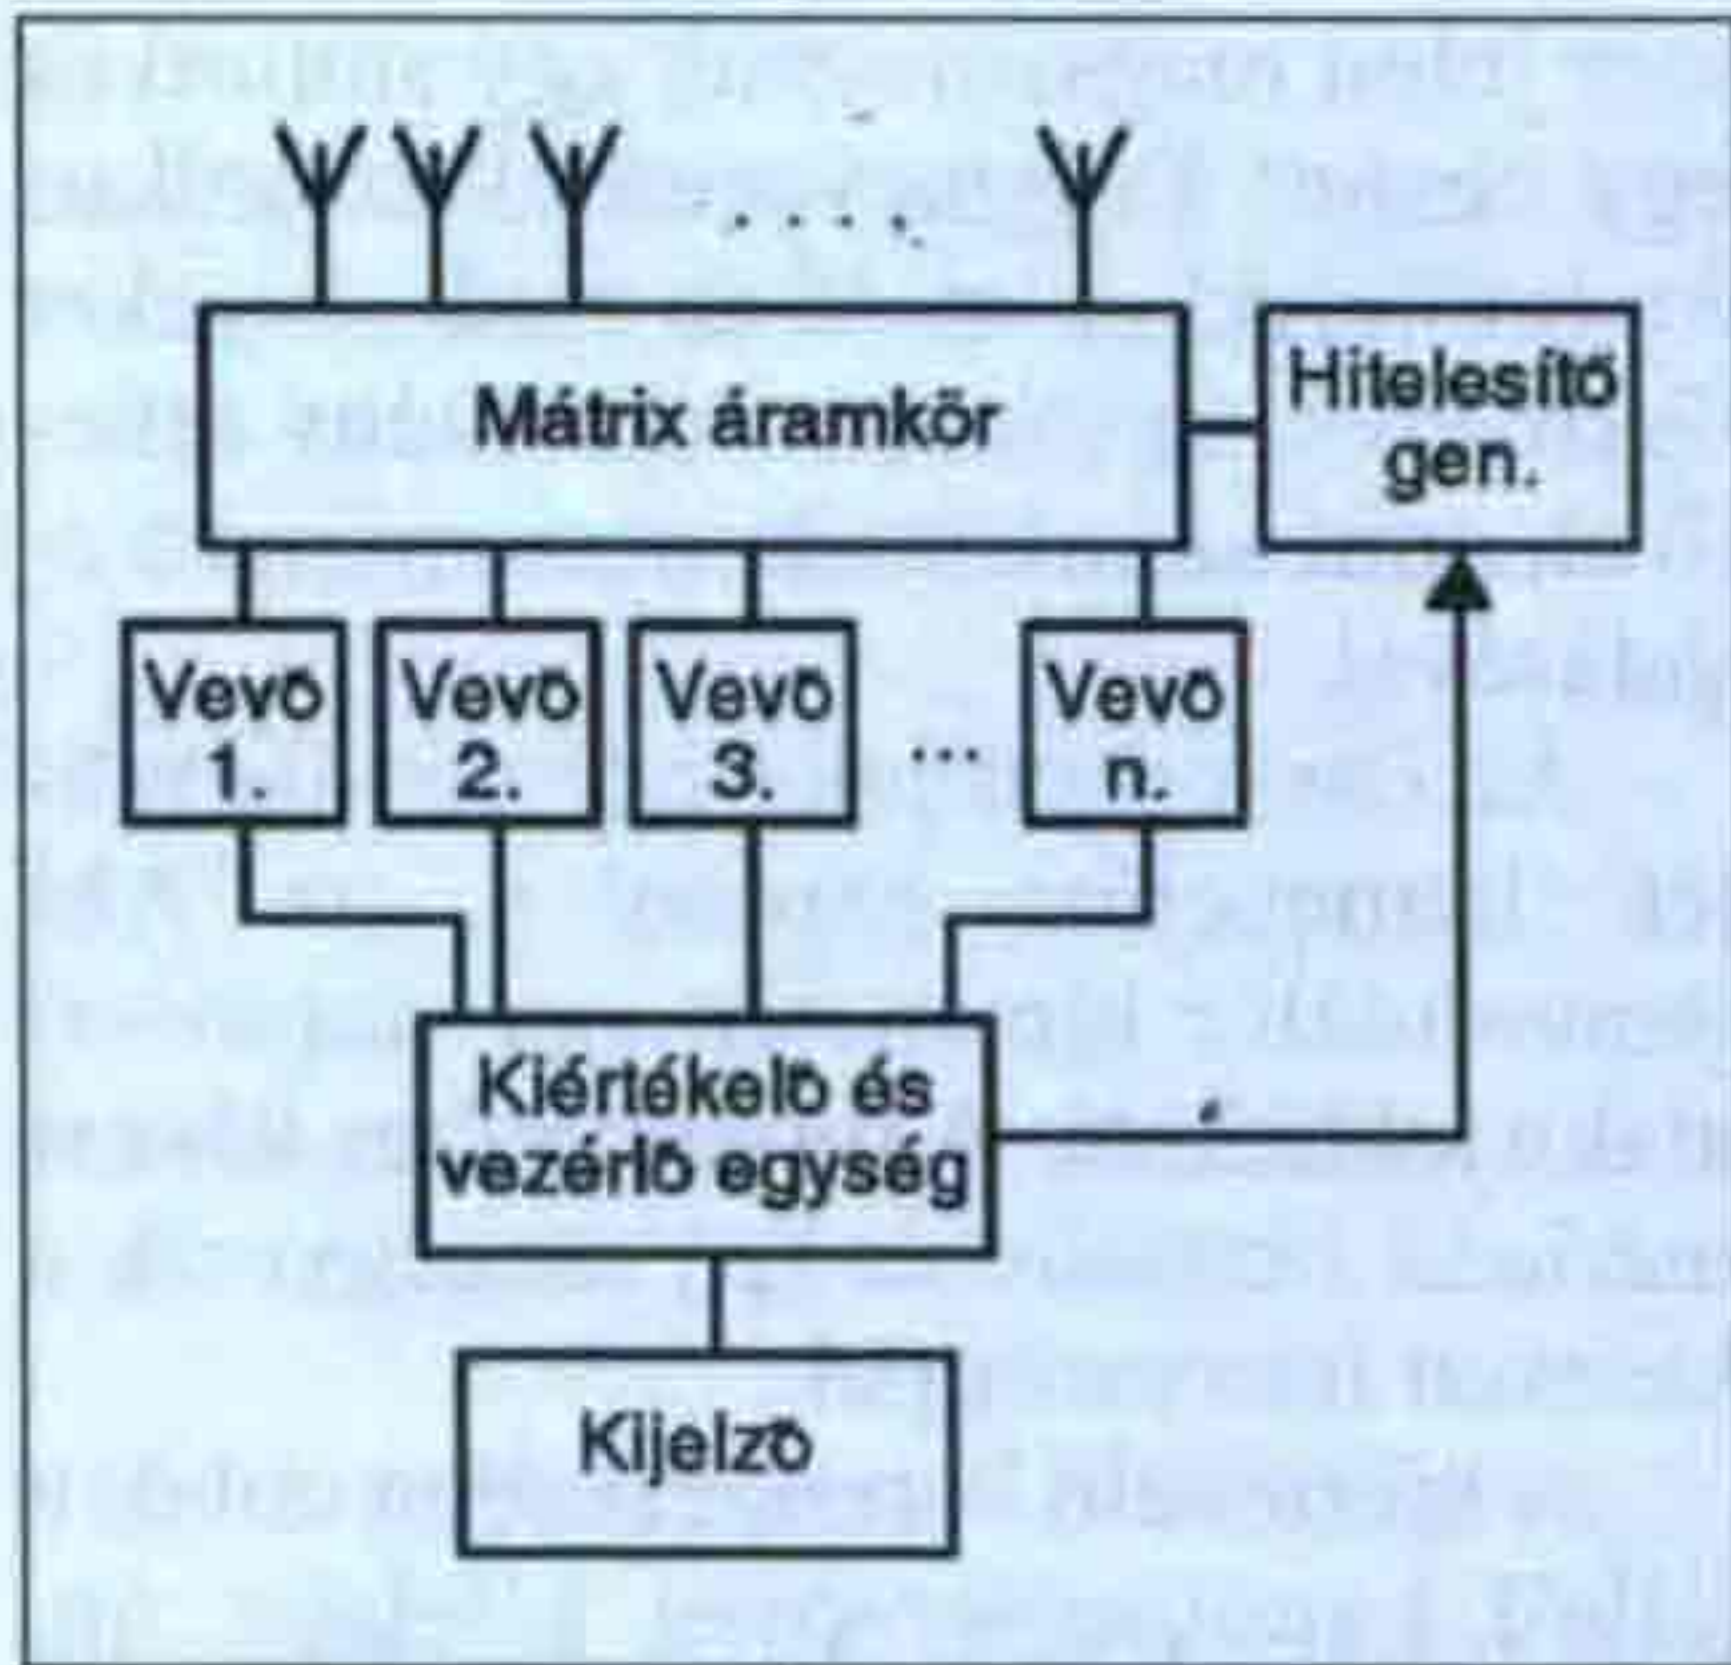 Mátrix áramkör
Hitelesítő
gen.
Vevő
1.
Vevő
2.
Vevő
3.
...
Vevő
n.
Kiértékelő és
vezérlő egység
Kijelző